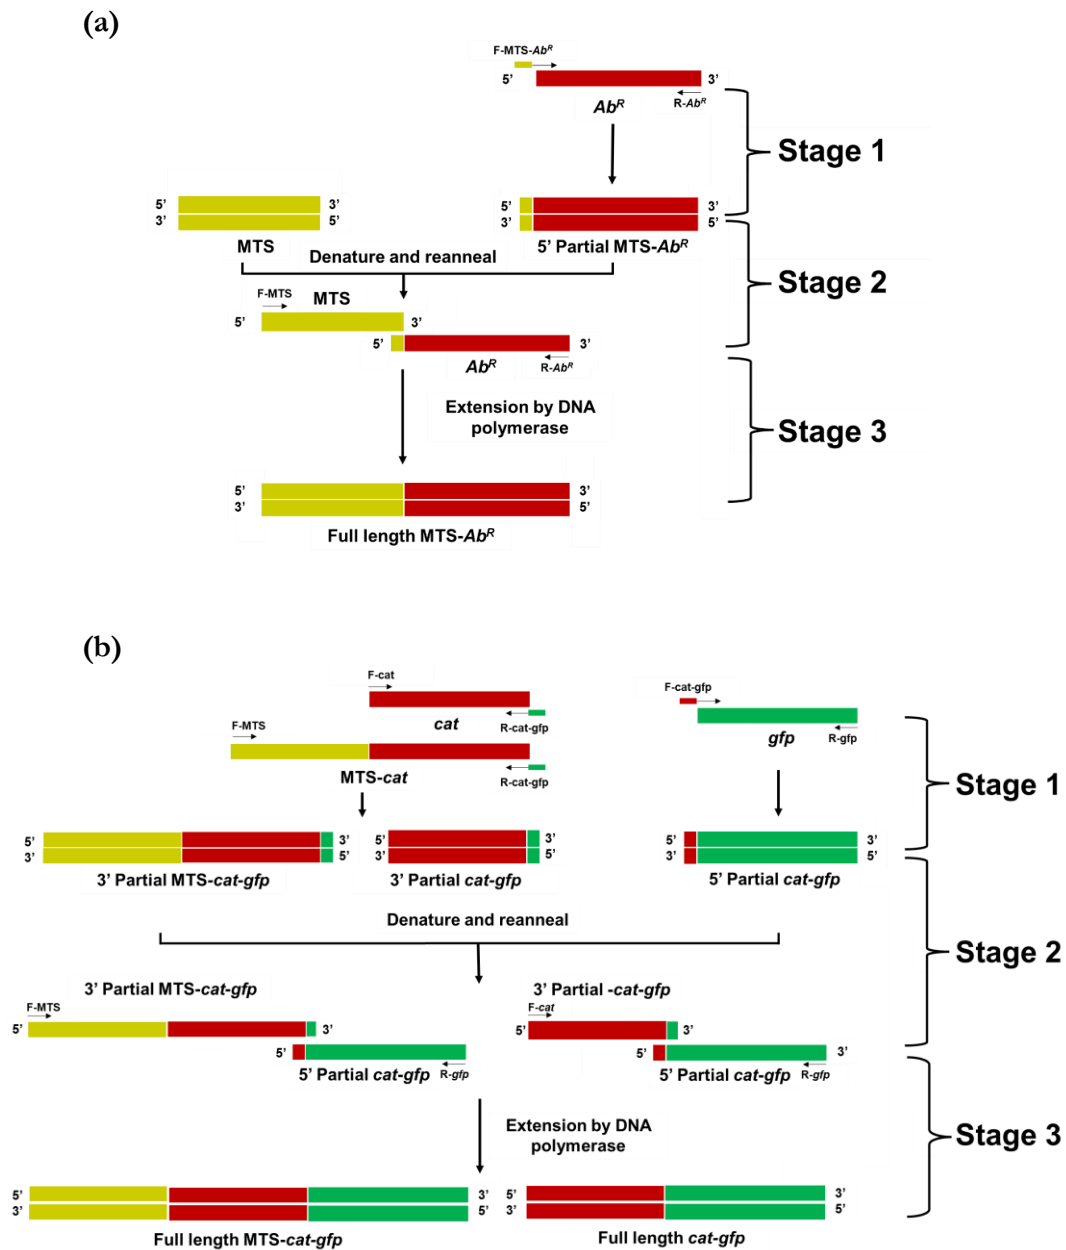 (a)
F-MTS-Ab^R
5’
3’
Ab^R
R-Ab^R
Stage 1
5’ 3’
3’ 5’
MTS
5’ 3’
3’ 5’
5’ Partial MTS-Ab^R
Denature and reanneal
Stage 2
F-MTS
MTS
5’ 3’
5’ 3’
Ab^R
R-Ab^R
Extension by DNA
polymerase
Stage 3
5’ 3’
3’ 5’
Full length MTS-Ab^R
(b)
F-cat
cat
R-cat-gfp
F-MTS
MTS-cat
R-cat-gfp
F-cat-gfp
gfp
R-gfp
Stage 1
5’ 3’
3’ 5’
3’ Partial MTS-cat-gfp
5’ 3’
3’ 5’
3’ Partial cat-gfp
5’ 3’
3’ 5’
5’ Partial cat-gfp
Denature and reanneal
Stage 2
3’ Partial MTS-cat-gfp
F-MTS
5’ 3’
5’
5’ Partial cat-gfp
R-gfp
3’ Partial -cat-gfp
F-cat
5’ 3’
5’ 3’
5’ Partial cat-gfp
R-gfp
Extension by DNA
polymerase
Stage 3
5’ 3’
3’ 5’
Full length MTS-cat-gfp
5’ 3’
3’ 5’
Full length cat-gfp